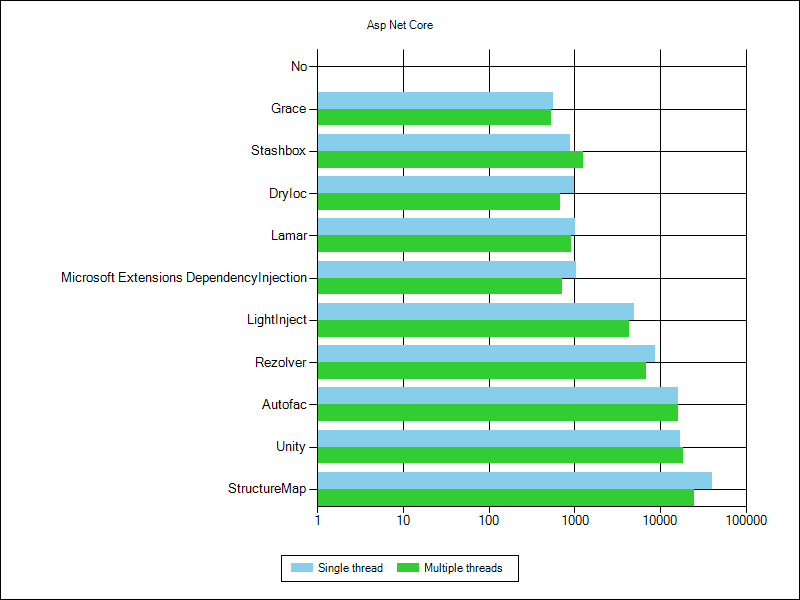 Asp Net Core
No
Grace
Stashbox
DryIoc
Lamar
Microsoft Extensions DependencyInjection
LightInject
Rezolver
Autofac
Unity
StructureMap
1 10 100 1000 10000 100000
Single thread Multiple threads